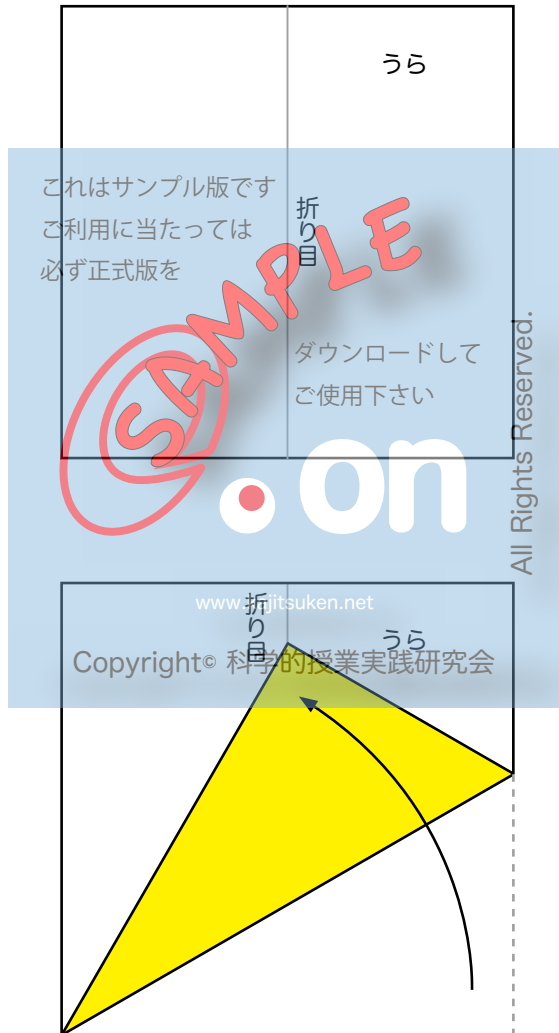 うら
これはサンプル版です
ご利用に当たっては
必ず正式版を
折り目
SAMPLE
ダウンロードして
ご使用下さい
All Rights Reserved.
.on
折り目
うら
Copyright© 科学的授業実践研究会